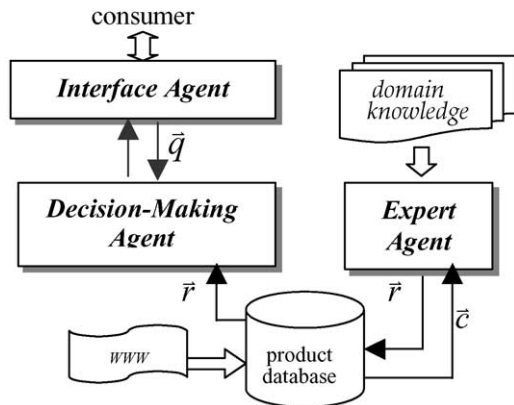 consumer
Interface Agent
q⃗
Decision-Making
Agent
domain
knowledge
Expert
Agent
r⃗
r⃗
c⃗
www
product
database